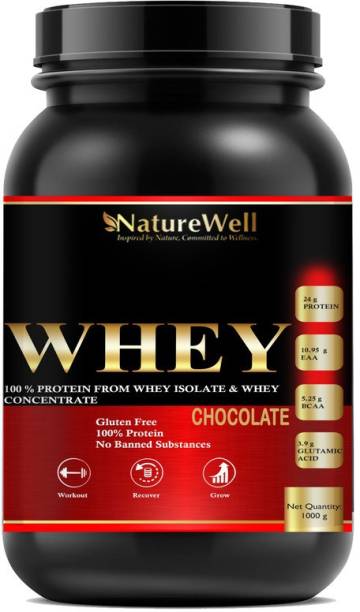 NatureWell
Inspired by Nature, Committed to Wellness.
24 g
PROTEIN
10.95 g
EAA
WHEY
100 % PROTEIN FROM WHEY ISOLATE & WHEY
CONCENTRATE
5.25 g
BCAA
CHOCOLATE
Gluten Free
100% Protein
No Banned Substances
3.9 g
GLUTAMIC
ACID
Workout
Recover
Grow
Net Quantity:
1000 g